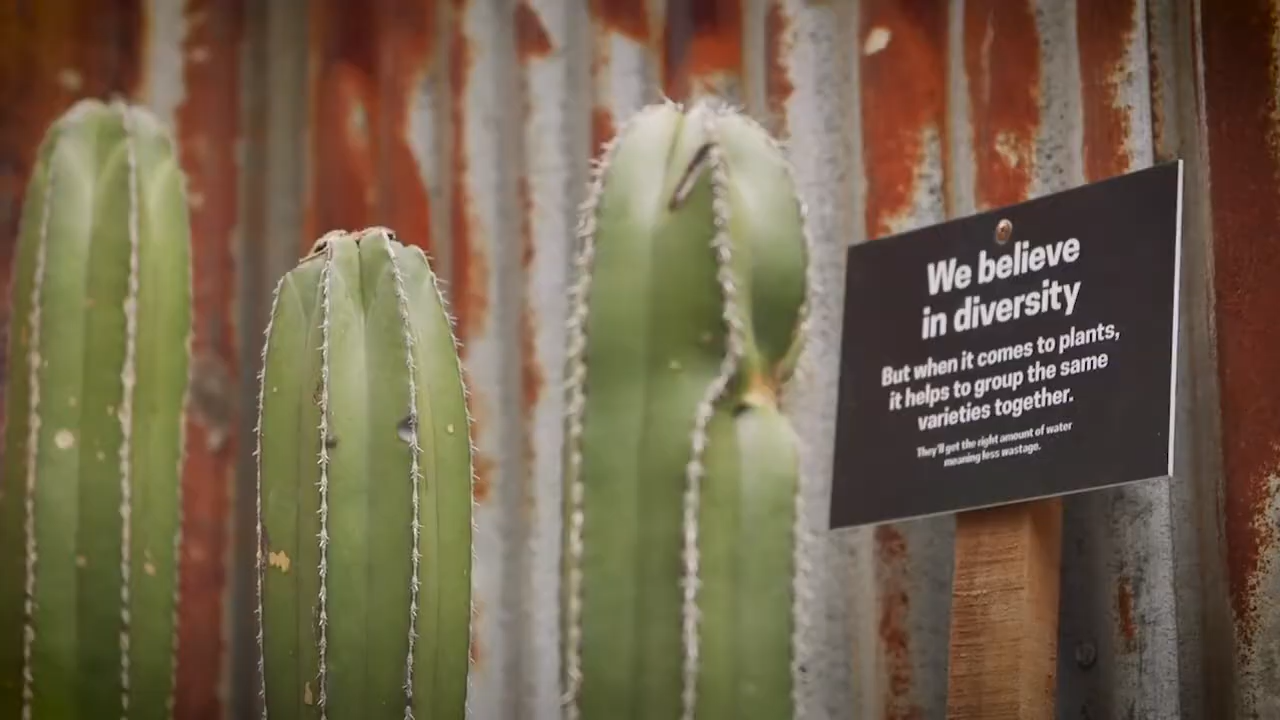 We believe
in diversity
But when it comes to plants,
it helps to group the same
varieties together.
They'll get the right amount of water
meaning less wastage.